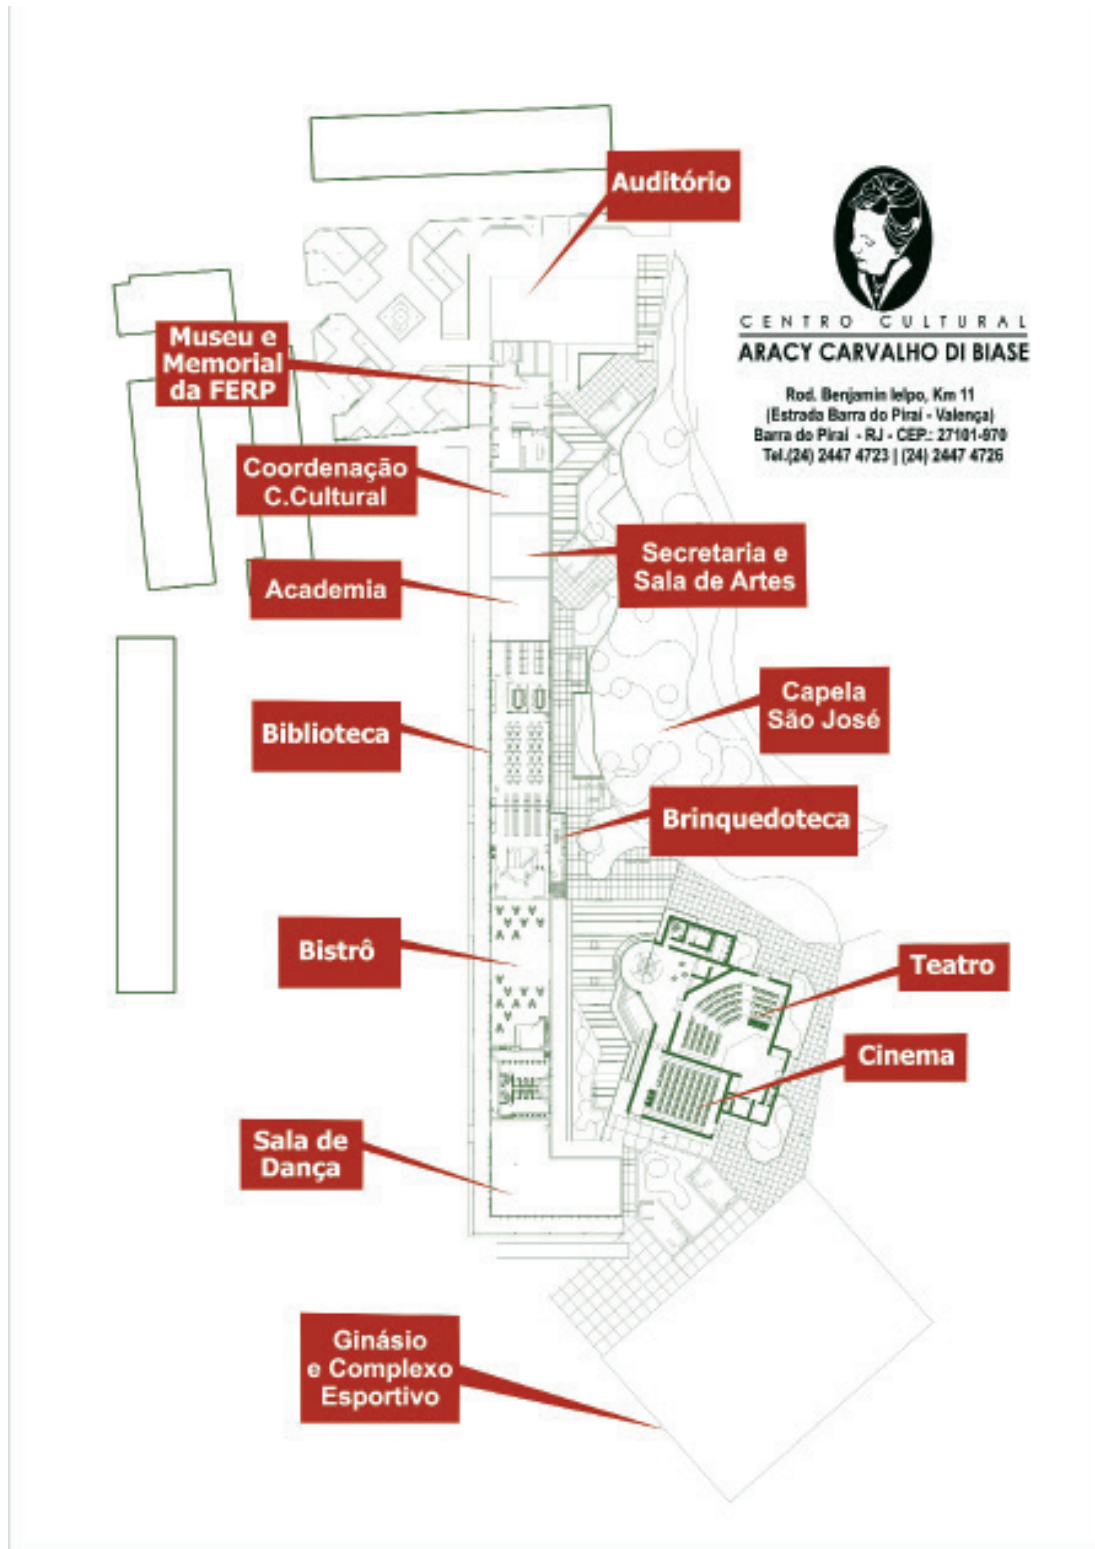 Auditório
CENTRO CULTURAL
ARACY CARVALHO DI BIASE
Rod. Benjamin Ielpo, Km 11
(Estrada Barra do Piraí - Valença)
Barra do Piraí - RJ - CEP.: 27101-970
Tel.(24) 2447 4723 | (24) 2447 4726
Museu e
Memorial
da FERP
Coordenação
C.Cultural
Secretaria e
Sala de Artes
Academia
Capela
São José
Biblioteca
Brinquedoteca
Bistrô
Teatro
Cinema
Sala de
Dança
Ginásio
e Complexo
Esportivo